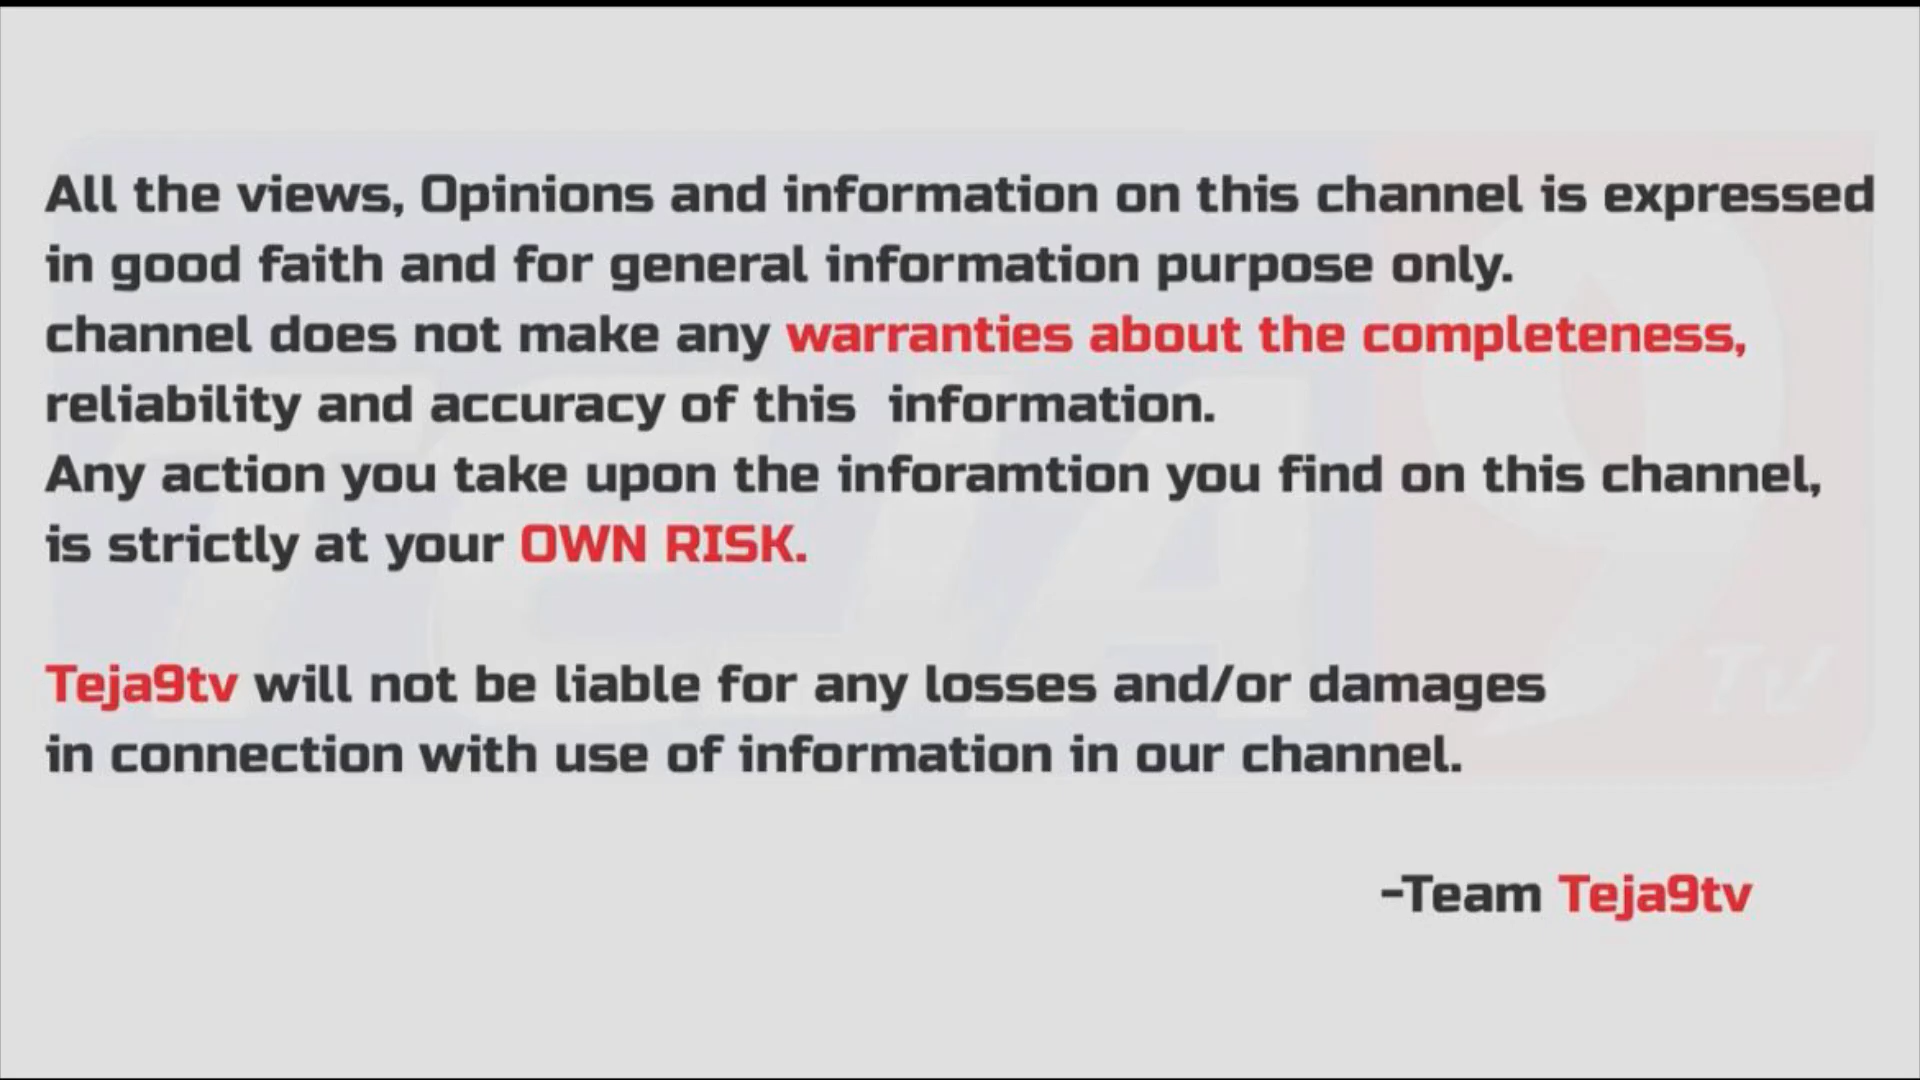 All the views, Opinions and information on this channel is expressed
in good faith and for general information purpose only.
channel does not make any warranties about the completeness,
reliability and accuracy of this  information.
Any action you take upon the inforamtion you find on this channel,
is strictly at your OWN RISK.
Teja9tv will not be liable for any losses and/or damages
in connection with use of information in our channel.
-Team Teja9tv
TEJA 9 TV